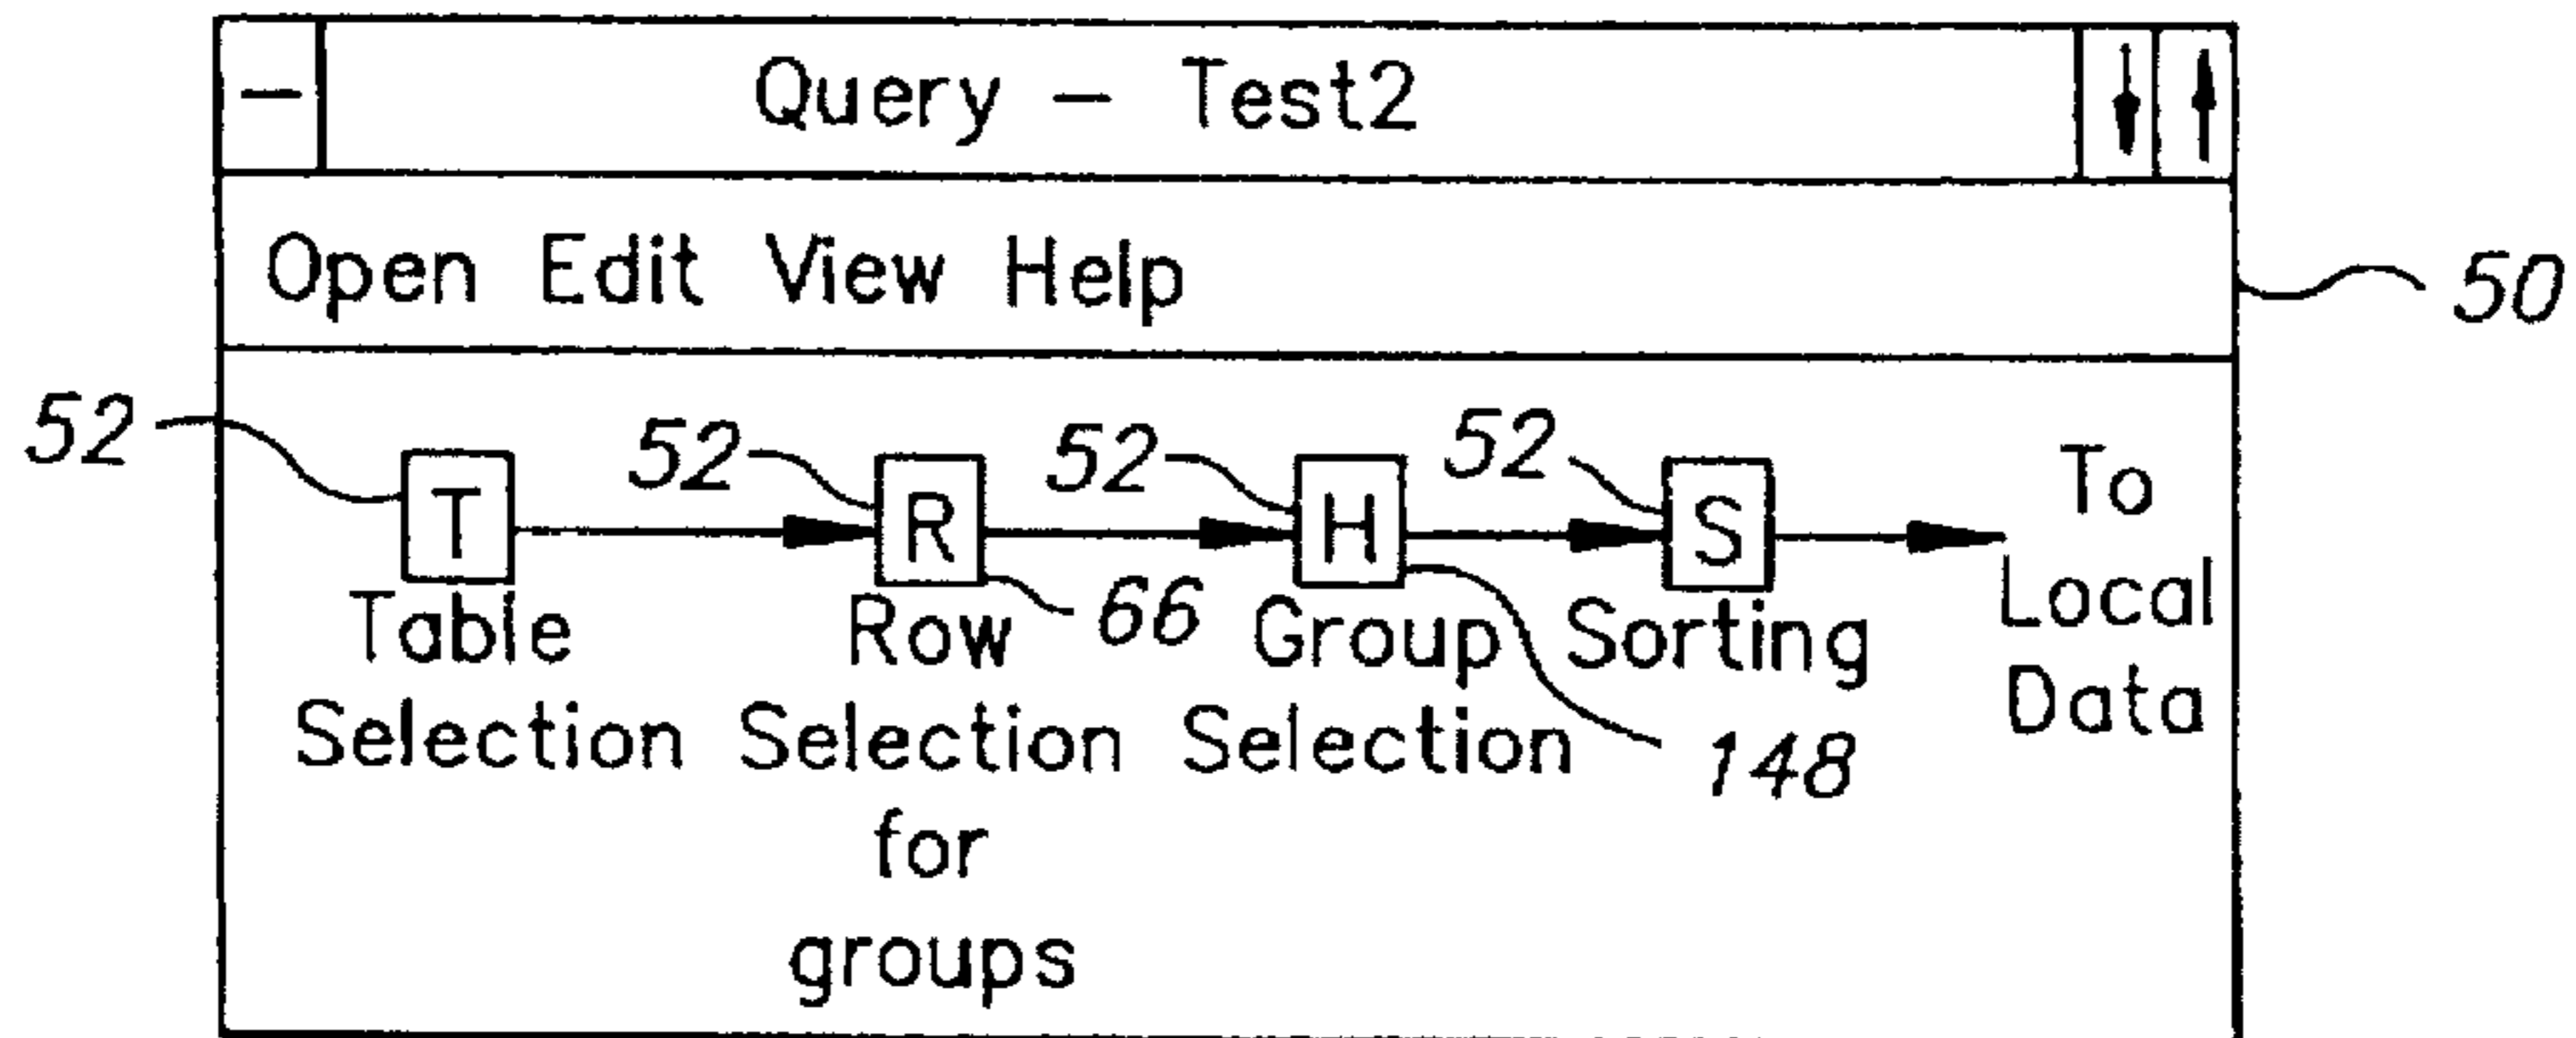 — Query – Test2
Open Edit View Help
50
52 52 52 52
T R H S
To
Local
Data
66
148
Table
Selection
Row
Selection
for
groups
Group
Selection
Sorting